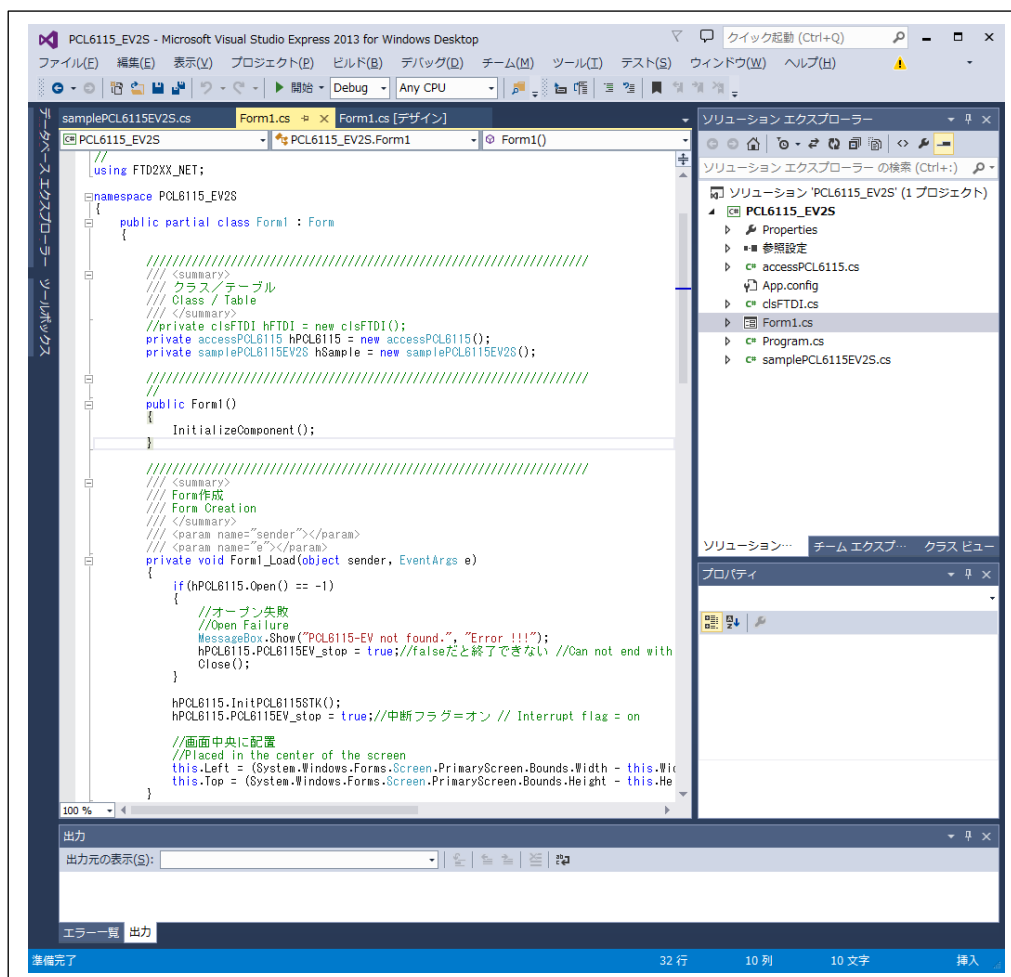 PCL6115_EV2S - Microsoft Visual Studio Express 2013 for Windows Desktop
クイック起動 (Ctrl+Q)
ファイル(F) 編集(E) 表示(V) プロジェクト(P) ビルド(B) デバッグ(D) チーム(M) ツール(T) テスト(S) ウィンドウ(W) ヘルプ(H)
開始 Debug Any CPU
データベース エクスプローラー
ツールボックス
samplePCL6115EV2S.cs Form1.cs Form1.cs [デザイン]
PCL6115_EV2S PCL6115_EV2S.Form1 Form1()
//
using FTD2XX_NET;
namespace PCL6115_EV2S
{
public partial class Form1 : Form
{
////////////////////////////////////////////////////////////////////
/// <summary>
/// クラス／テーブル
/// Class / Table
/// </summary>
//private clsFTDI hFTDI = new clsFTDI();
private accessPCL6115 hPCL6115 = new accessPCL6115();
private samplePCL6115EV2S hSample = new samplePCL6115EV2S();
////////////////////////////////////////////////////////////////////
//
public Form1()
{
InitializeComponent();
}
////////////////////////////////////////////////////////////////////
/// <summary>
/// Form作成
/// Form Creation
/// </summary>
/// <param name="sender"></param>
/// <param name="e"></param>
private void Form1_Load(object sender, EventArgs e)
{
if(hPCL6115.Open() == -1)
{
//オープン失敗
//Open Failure
MessageBox.Show("PCL6115-EV not found.", "Error !!!");
hPCL6115.PCL6115EV_stop = true;//falseだと終了できない //Can not end with
Close();
}
hPCL6115.InitPCL6115STK();
hPCL6115.PCL6115EV_stop = true;//中断フラグ＝オン // Interrupt flag = on
//画面中央に配置
//Placed in the center of the screen
this.Left = (System.Windows.Forms.Screen.PrimaryScreen.Bounds.Width - this.Wi
this.Top = (System.Windows.Forms.Screen.PrimaryScreen.Bounds.Height - this.He
}
100 %
ソリューション エクスプローラー
ソリューション エクスプローラー の検索 (Ctrl+:)
ソリューション 'PCL6115_EV2S' (1 プロジェクト)
PCL6115_EV2S
Properties
参照設定
accessPCL6115.cs
App.config
clsFTDI.cs
Form1.cs
Program.cs
samplePCL6115EV2S.cs
ソリューション… チーム エクスプ… クラス ビュー
プロパティ
出力
出力元の表示(S):
エラー一覧 出力
準備完了 32 行 10 列 10 文字 挿入